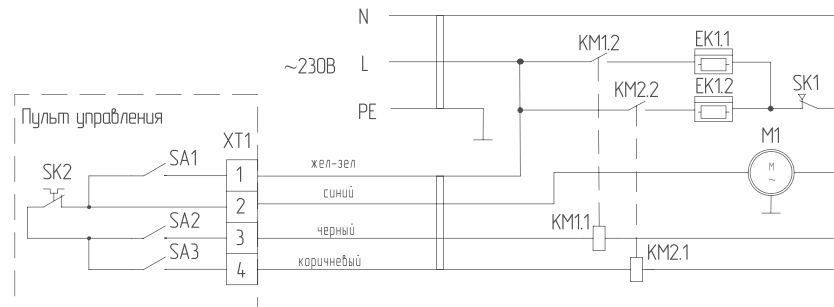 N
KM1.2
EK1.1
~230В
L
EK1.2
SK1
KM2.2
PE
Пульт управления
M1
XT1
M
~
SA1
1
жел-зел
SK2
2
синий
SA2
3
черный
KM1.1
SA3
4
коричневый
KM2.1